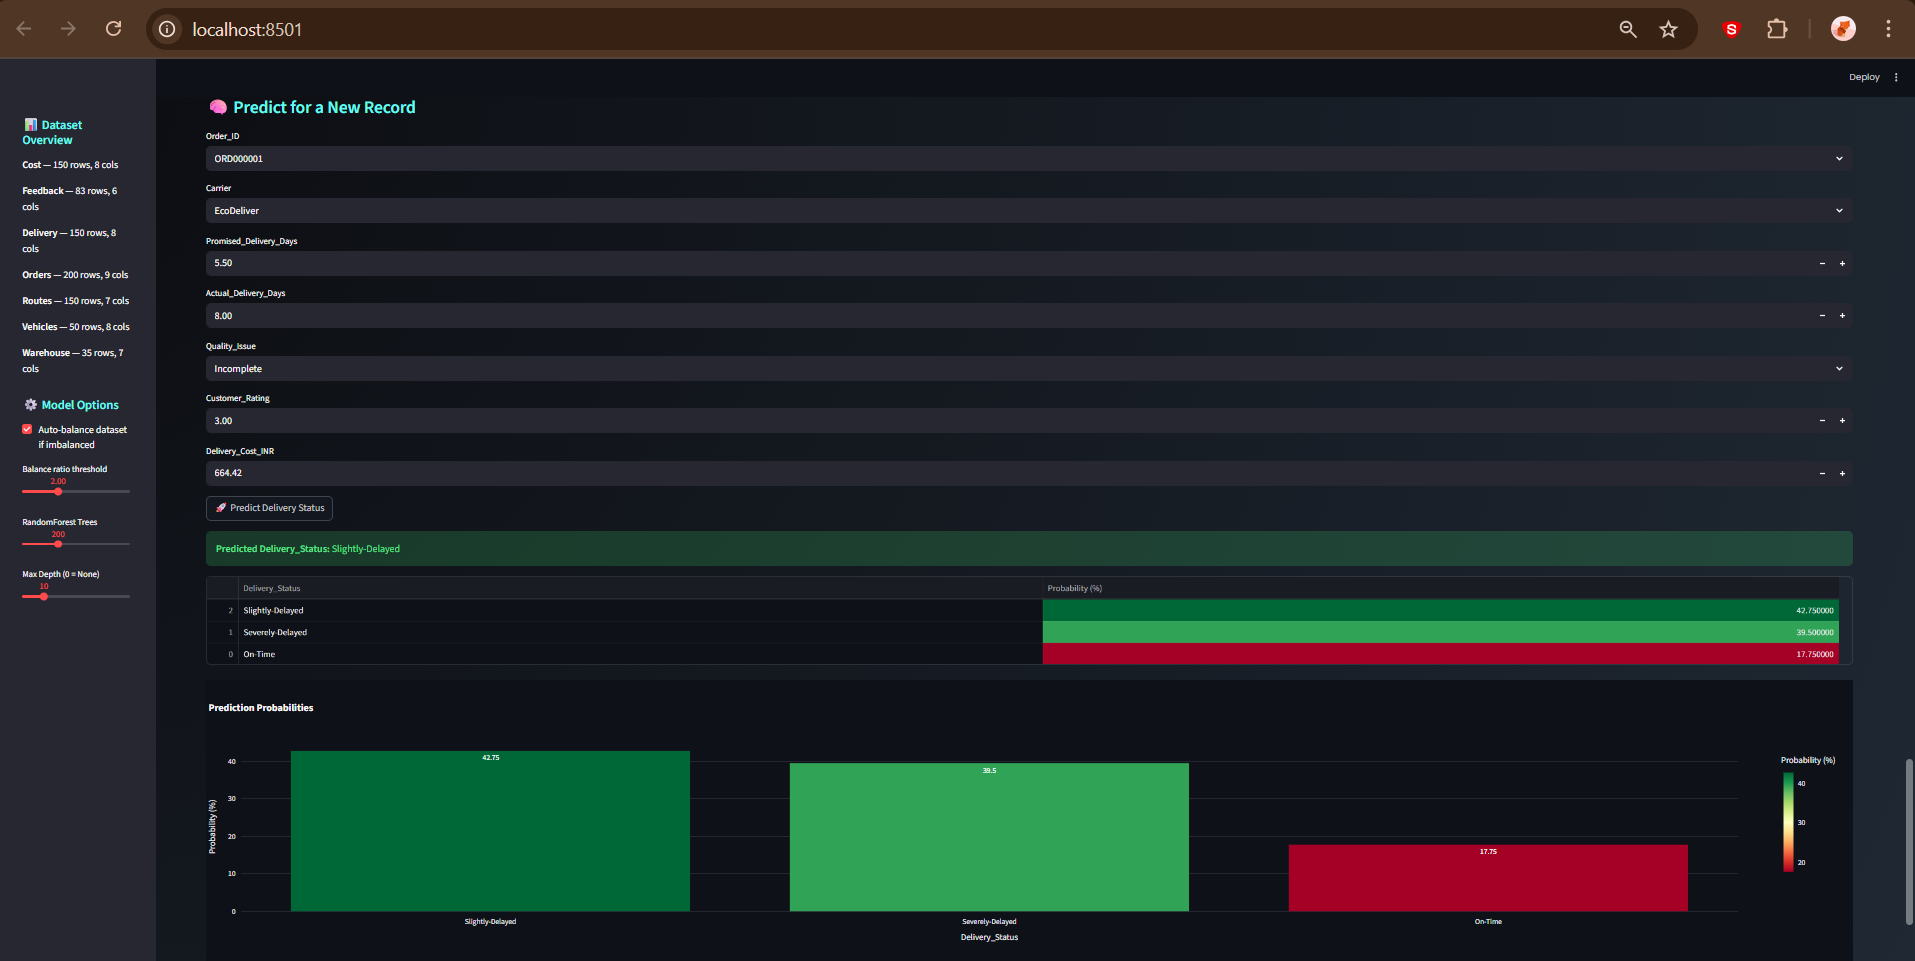 localhost:8501
S
Deploy
📊 Dataset
Overview
Cost — 150 rows, 8 cols
Feedback — 83 rows, 6
cols
Delivery — 150 rows, 8
cols
Orders — 200 rows, 9 cols
Routes — 150 rows, 7 cols
Vehicles — 50 rows, 8 cols
Warehouse — 35 rows, 7
cols
⚙️ Model Options
Auto-balance dataset
if imbalanced
Balance ratio threshold
2.00
RandomForest Trees
200
Max Depth (0 = None)
10
🧠 Predict for a New Record
Order_ID
ORD000001
Carrier
EcoDeliver
Promised_Delivery_Days
5.50
Actual_Delivery_Days
8.00
Quality_Issue
Incomplete
Customer_Rating
3.00
Delivery_Cost_INR
664.42
🚀 Predict Delivery Status
Predicted Delivery_Status: Slightly-Delayed
Delivery_Status Probability (%)
2 Slightly-Delayed 42.750000
1 Severely-Delayed 39.500000
0 On-Time 17.750000
Prediction Probabilities
Probability (%)
40
30
20
10
0
42.75
39.5
17.75
Slightly-Delayed Severely-Delayed On-Time
Delivery_Status
Probability (%)
40
30
20